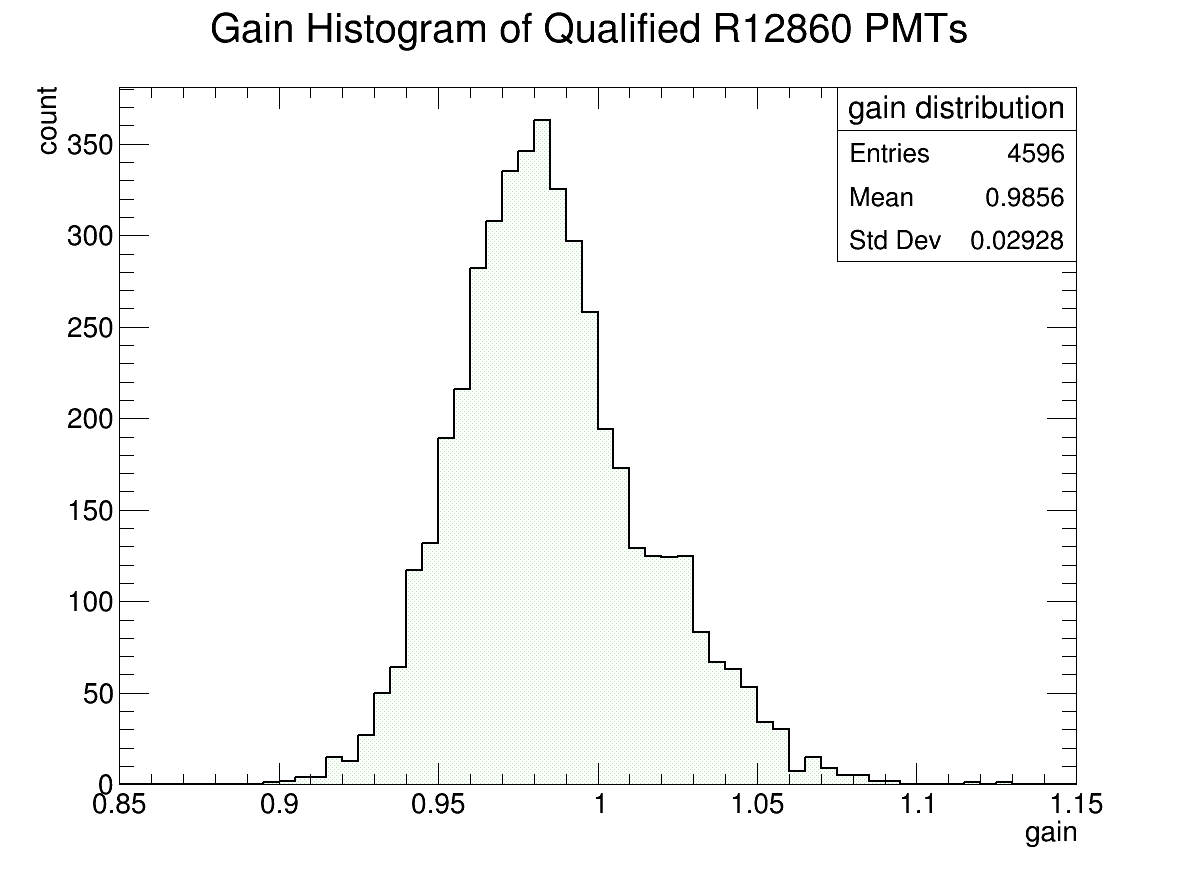 Gain Histogram of Qualified R12860 PMTs
count
gain distribution
Entries 4596
Mean 0.9856
Std Dev 0.02928
350
300
250
200
150
100
50
0
0.85 0.9 0.95 1 1.05 1.1 1.15
gain